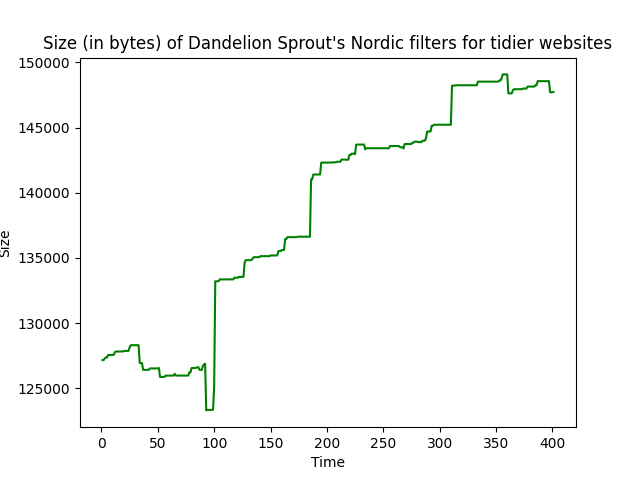 Size (in bytes) of Dandelion Sprout's Nordic filters for tidier websites
150000
145000
140000
135000
130000
125000
Size
0 50 100 150 200 250 300 350 400
Time